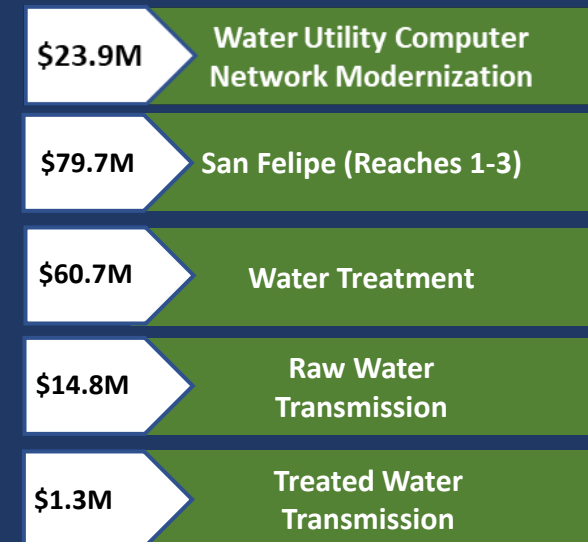 $23.9M
Water Utility Computer
Network Modernization
$79.7M
San Felipe (Reaches 1-3)
$60.7M
Water Treatment
$14.8M
Raw Water
Transmission
$1.3M
Treated Water
Transmission